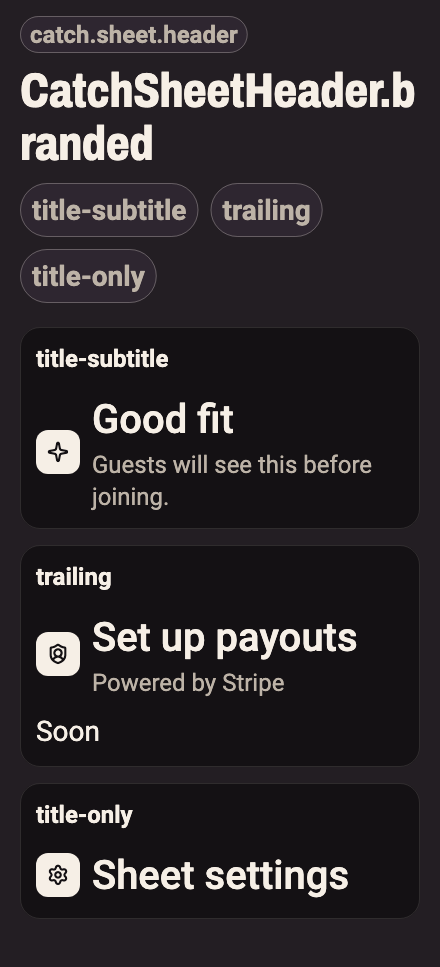 catch.sheet.header
CatchSheetHeader.b
randed
title-subtitle
trailing
title-only
title-subtitle
Good fit
Guests will see this before
joining.
trailing
Set up payouts
Powered by Stripe
Soon
title-only
Sheet settings